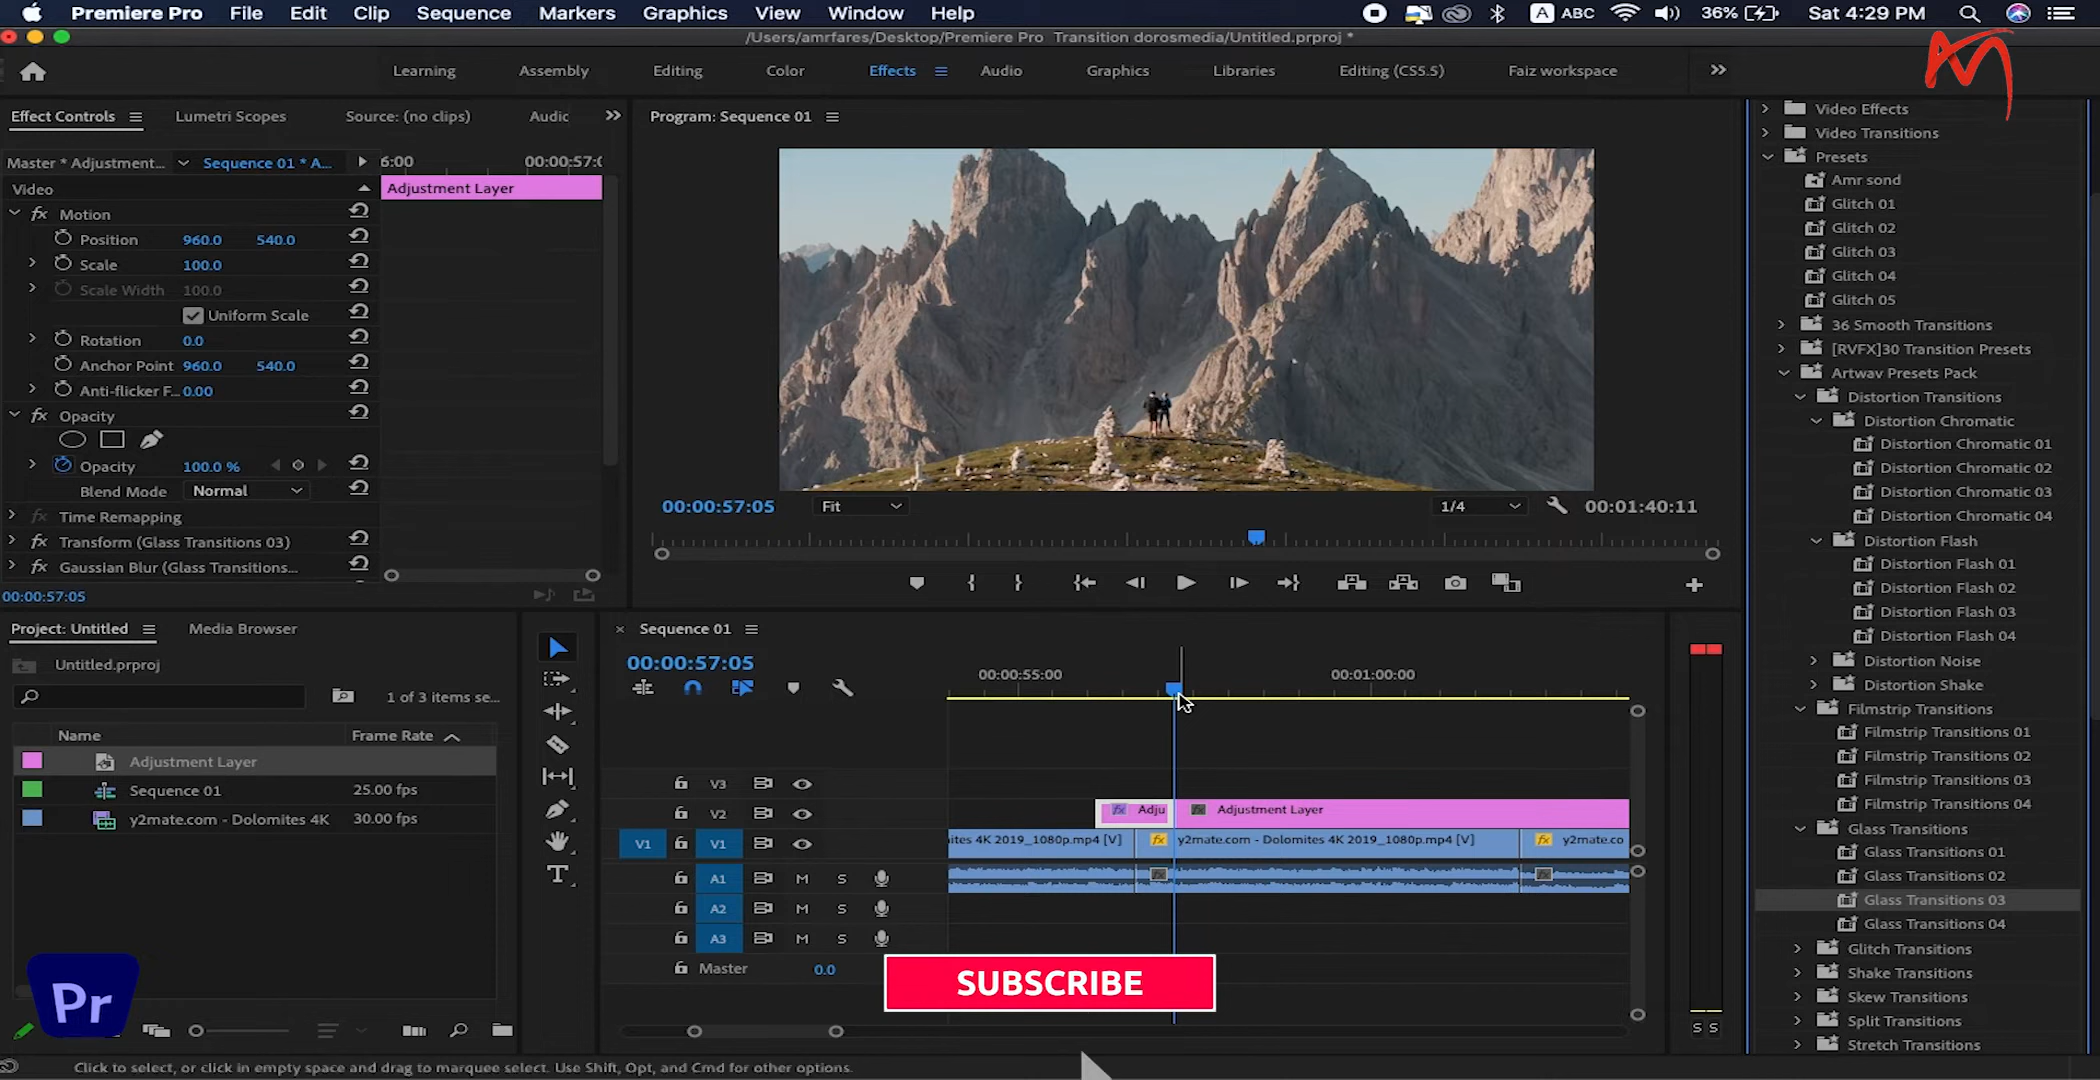 Premiere Pro File Edit Clip Sequence Markers Graphics View Window Help A ABC 36% Sat 4:29 PM
/Users/amrfares/Desktop/Premiere Pro Transition dorosmedia/Untitled.prproj *
Learning Assembly Editing Color Effects Audio Graphics Libraries Editing (CS5.5) Faiz workspace
Effect Controls Lumetri Scopes Source: (no clips) Audic
Master * Adjustment... Sequence 01 * A... 6:00 00:00:57:0
Video Adjustment Layer
fx Motion
Position 960.0 540.0
Scale 100.0
Scale Width 100.0
Uniform Scale
Rotation 0.0
Anchor Point 960.0 540.0
Anti-flicker F... 0.00
fx Opacity
Opacity 100.0 %
Blend Mode Normal
fx Time Remapping
fx Transform (Glass Transitions 03)
fx Gaussian Blur (Glass Transitions...
00:00:57:05
Program: Sequence 01
00:00:57:05 Fit 1/4 00:01:40:11
Video Effects
Video Transitions
Presets
Amr sond
Glitch 01
Glitch 02
Glitch 03
Glitch 04
Glitch 05
36 Smooth Transitions
[RVFX]30 Transition Presets
Artwav Presets Pack
Distortion Transitions
Distortion Chromatic
Distortion Chromatic 01
Distortion Chromatic 02
Distortion Chromatic 03
Distortion Chromatic 04
Distortion Flash
Distortion Flash 01
Distortion Flash 02
Distortion Flash 03
Distortion Flash 04
Distortion Noise
Distortion Shake
Filmstrip Transitions
Filmstrip Transitions 01
Filmstrip Transitions 02
Filmstrip Transitions 03
Filmstrip Transitions 04
Glass Transitions
Glass Transitions 01
Glass Transitions 02
Glass Transitions 03
Glass Transitions 04
Glitch Transitions
Shake Transitions
Skew Transitions
Split Transitions
Stretch Transitions
Project: Untitled Media Browser
Untitled.prproj
1 of 3 items se...
Name Frame Rate
Adjustment Layer
Sequence 01 25.00 fps
y2mate.com - Dolomites 4K 30.00 fps
Pr
Sequence 01
00:00:57:05
00:00:55:00 00:01:00:00
V3
V2 fx Adju fx Adjustment Layer
V1 V1 ites 4K 2019_1080p.mp4 [V] fx y2mate.com - Dolomites 4K 2019_1080p.mp4 [V] fx y2mate.co
A1 M S fx fx
A2 M S
A3 M S
Master 0.0
SUBSCRIBE
S S
Click to select, or click in empty space and drag to marquee select. Use Shift, Opt, and Cmd for other options.